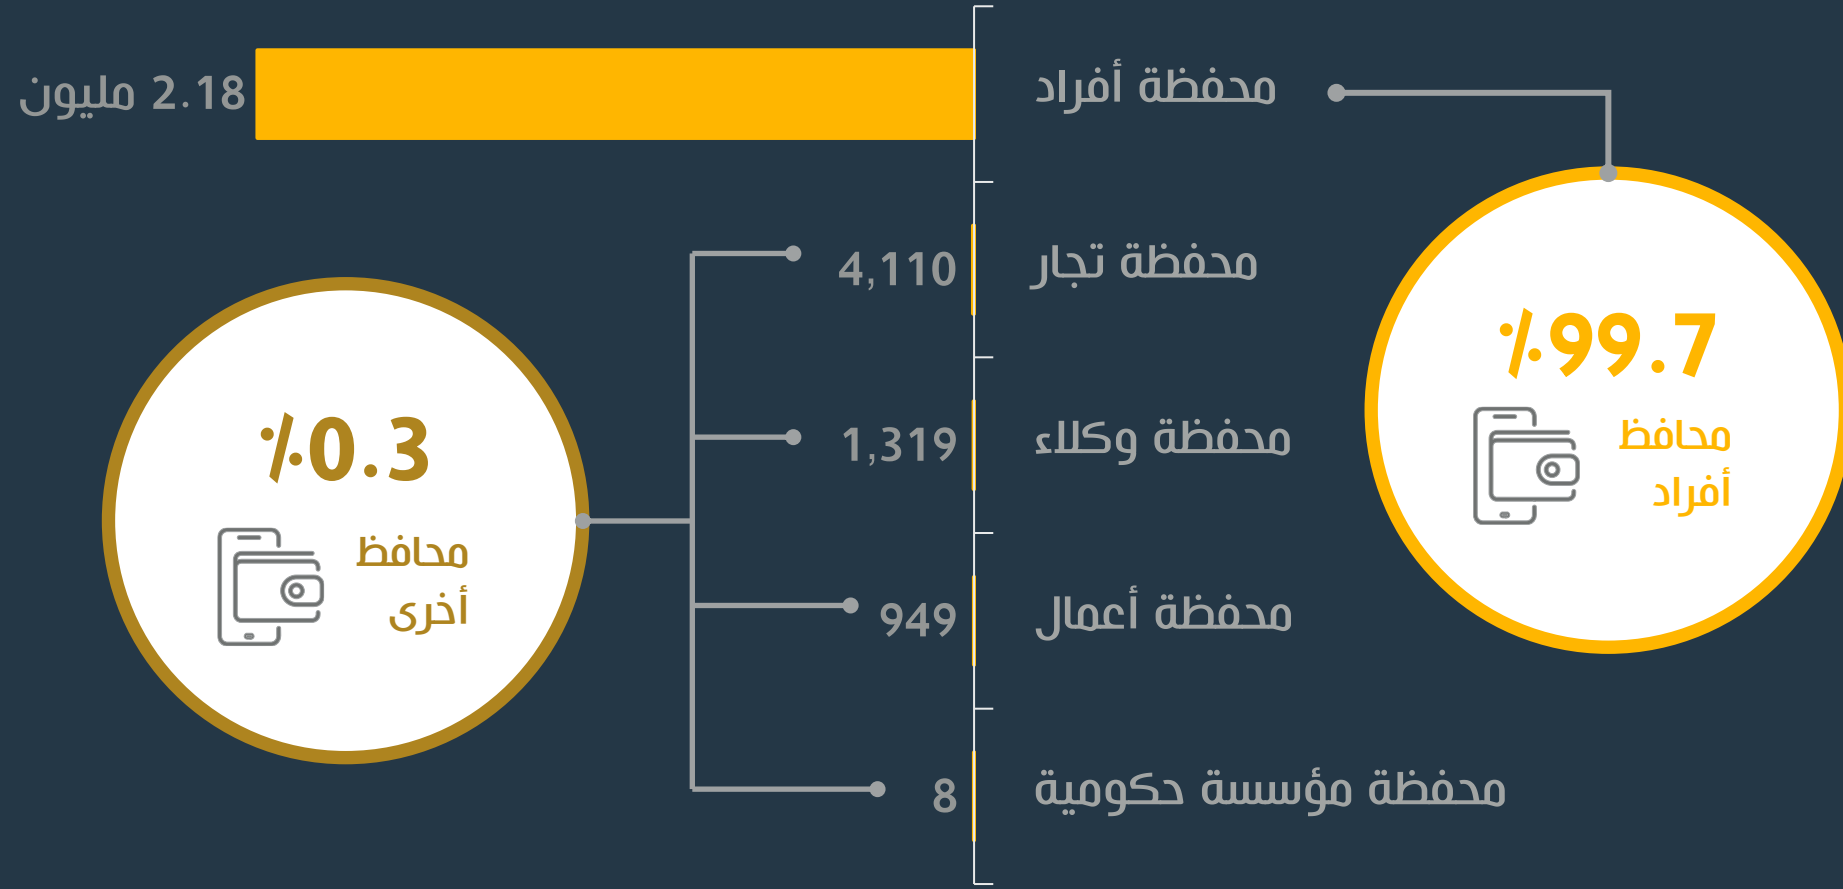 محفظة أفراد
2.18 مليون
محفظة تجار
4,110
محفظة وكلاء
1,319
محفظة أعمال
949
محفظة مؤسسة حكومية
8
٪99.7
محافظ
أفراد
٪0.3
محافظ
أخرى